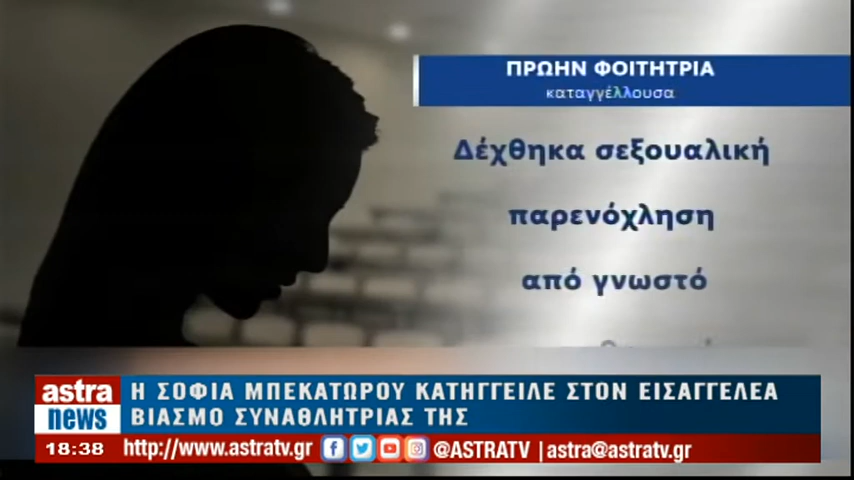 ΠΡΩΗΝ ΦΟΙΤΗΤΡΙΑ
καταγγέλλουσα
Δέχθηκα σεξουαλική
παρενόχληση
από γνωστό
astra
news
Η ΣΟΦΙΑ ΜΠΕΚΑΤΩΡΟΥ ΚΑΤΗΓΓΕΙΛΕ ΣΤΟΝ ΕΙΣΑΓΓΕΛΕΑ
ΒΙΑΣΜΟ ΣΥΝΑΘΛΗΤΡΙΑΣ ΤΗΣ
18:38 http://www.astratv.gr @ASTRATV | astra@astratv.gr